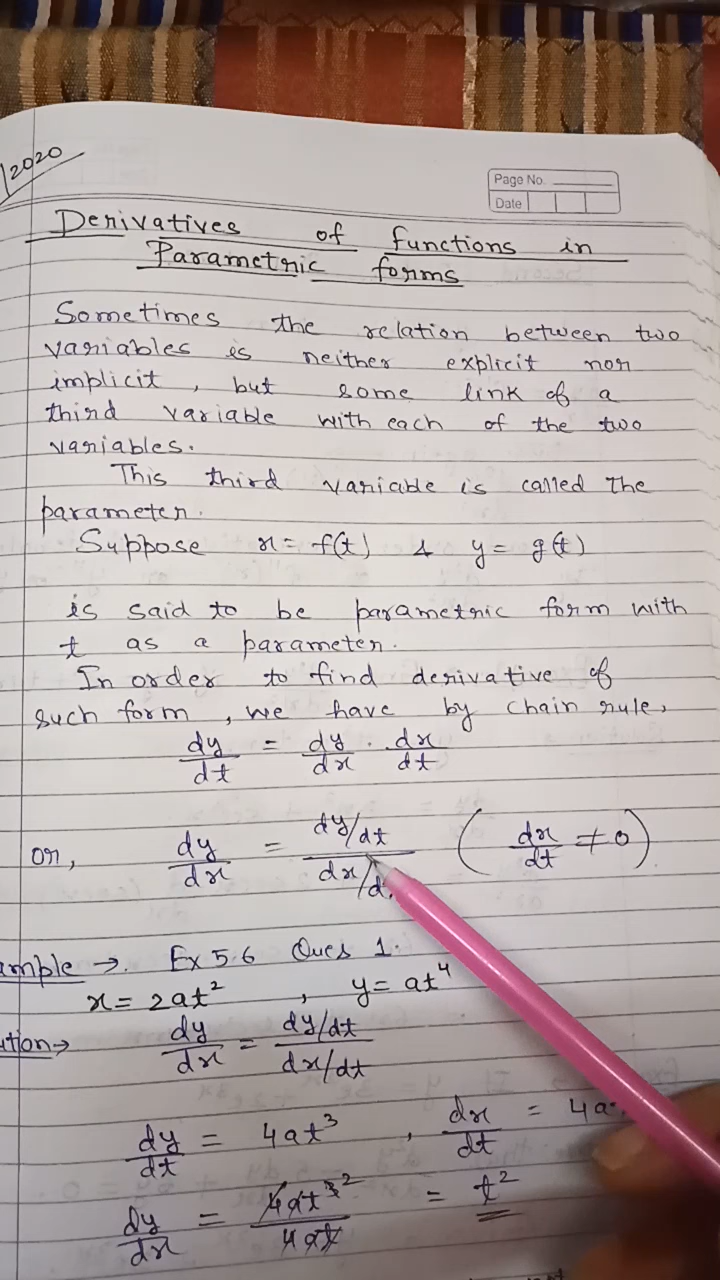 /2020
Page No.
Date
Derivatives of functions in
Parametric forms
Sometimes the relation between two
variables is neither explicit nor
implicit, but some link of a
third variable with each of the two
variables.
This third variable is called the
parameter.
Suppose x = f(t) & y = g(t)
is said to be parametric form with
t as a parameter.
In order to find derivative of
such form, we have by chain rule,
dy/dt = dy/dx . dx/dt
or, dy/dx = (dy/dt)/(dx/d (dx/dt ≠ 0)
ample → Ex 5.6 Ques 1.
x = 2at², y = at⁴
ution → dy/dx = (dy/dt)/(dx/dt)
dy/dt = 4at³, dx/dt = 4a
dy/dx = 4at³ ²/4at = t²